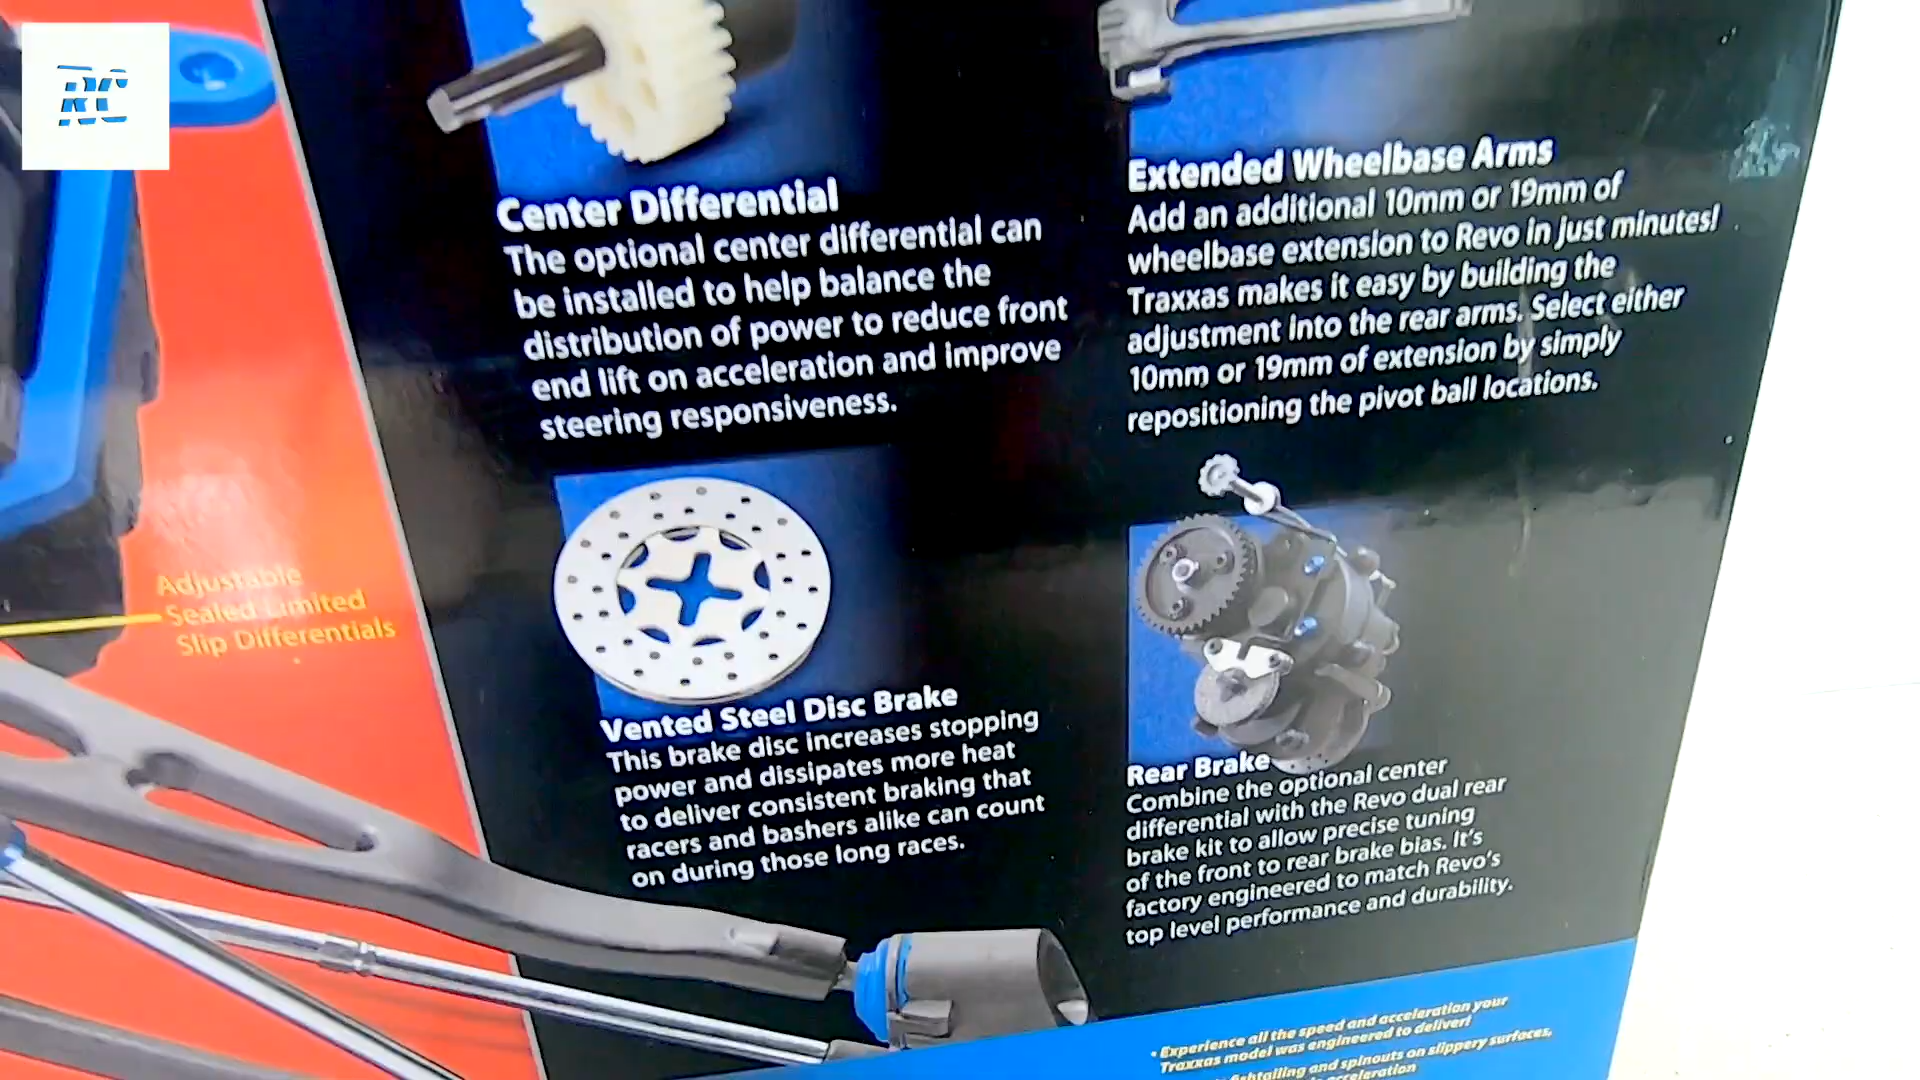 RC
Center Differential
The optional center differential can
be installed to help balance the
distribution of power to reduce front
end lift on acceleration and improve
steering responsiveness.
Extended Wheelbase Arms
Add an additional 10mm or 19mm of
wheelbase extension to Revo in just minutes!
Traxxas makes it easy by building the
adjustment into the rear arms. Select either
10mm or 19mm of extension by simply
repositioning the pivot ball locations.
Adjustable
Sealed Limited
Slip Differentials
Vented Steel Disc Brake
This brake disc increases stopping
power and dissipates more heat
to deliver consistent braking that
racers and bashers alike can count
on during those long races.
Rear Brake
Combine the optional center
differential with the Revo dual rear
brake kit to allow precise tuning
of the front to rear brake bias. It's
factory engineered to match Revo's
top level performance and durability.
• Experience all the speed and acceleration your
Traxxas model was engineered to deliver!
fishtailing and spinouts on slippery surfaces,
acceleration